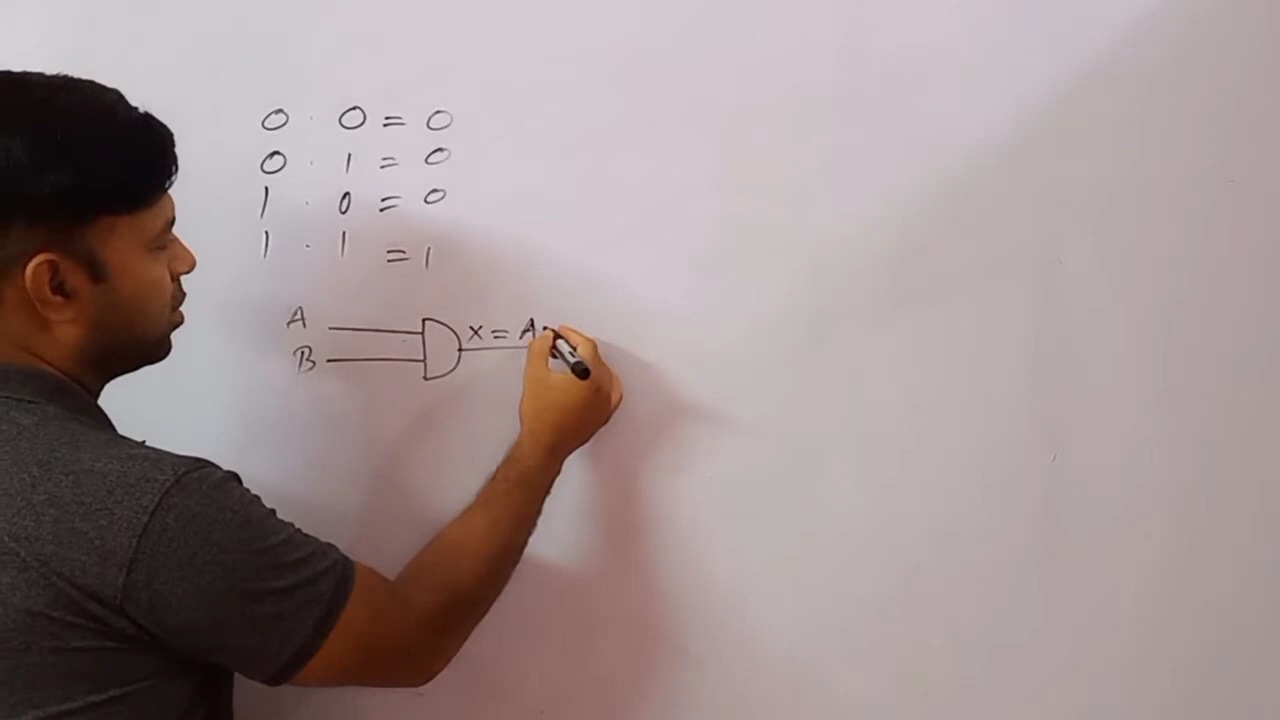 0 . 0 = 0
0 . 1 = 0
1 . 0 = 0
1 . 1 = 1
A
X = A
B